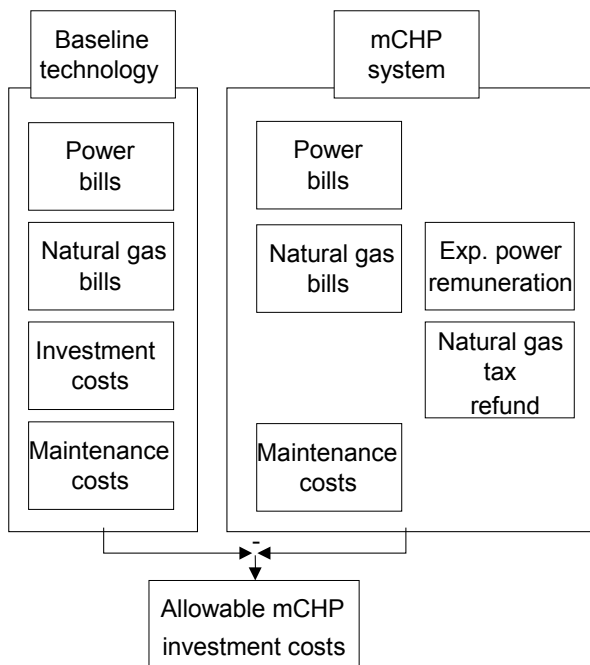 Baseline
technology
mCHP
system
Power
bills
Natural gas
bills
Investment
costs
Maintenance
costs
Power
bills
Natural gas
bills
Maintenance
costs
Exp. power
remuneration
Natural gas
tax
refund
-
Allowable mCHP
investment costs